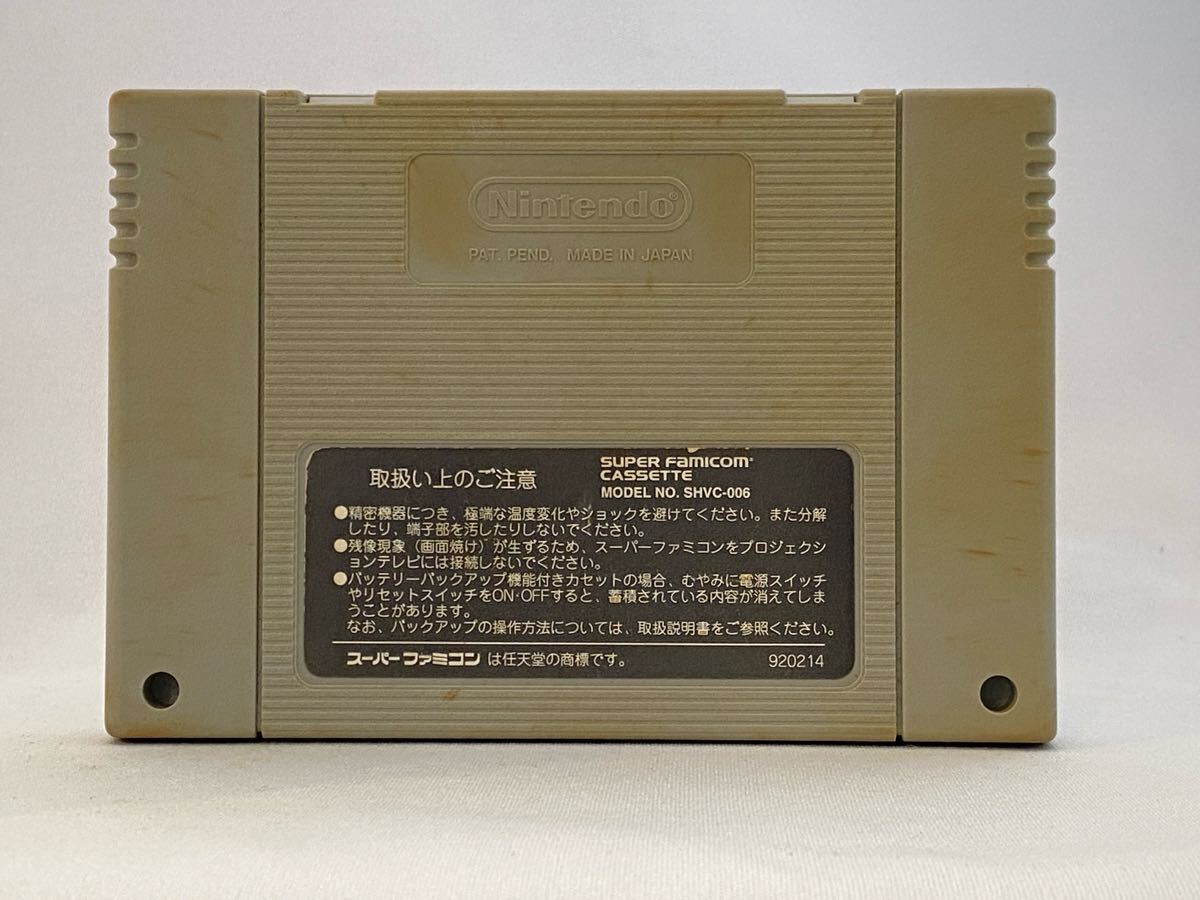 Nintendo®
PAT. PEND. MADE IN JAPAN
取扱い上のご注意
SUPER FAMICOM
CASSETTE
MODEL NO. SHVC-006
●精密機器につき、極端な温度変化やショックを避けてください。また分解
したり、端子部を汚したりしないでください。
●残像現象（画面焼け）が生ずるため、スーパーファミコンをプロジェクシ
ョンテレビには接続しないでください。
●バッテリーバックアップ機能付きカセットの場合、むやみに電源スイッチ
やリセットスイッチをON・OFFすると、蓄積されている内容が消えてしま
うことがあります。
なお、バックアップの操作方法については、取扱説明書をご参照ください。
スーパーファミコン は任天堂の商標です。 920214